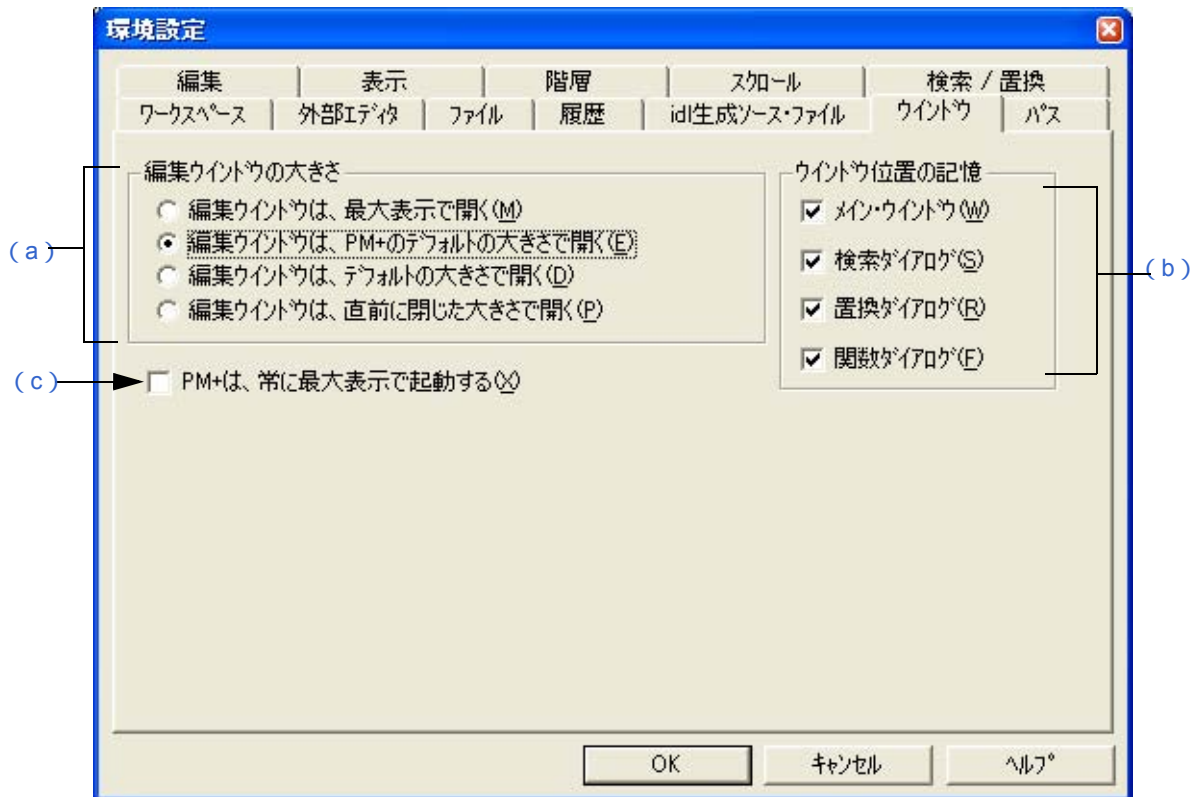 環境設定
編集 表示 階層 スクロール 検索 / 置換
ワークスペース 外部エディタ ファイル 履歴 idl生成ソース・ファイル ウインドウ パス
編集ウインドウの大きさ
編集ウインドウは、最大表示で開く(M)
編集ウインドウは、PM+のデフォルトの大きさで開く(E)
編集ウインドウは、デフォルトの大きさで開く(D)
編集ウインドウは、直前に閉じた大きさで開く(P)
(a)
ウインドウ位置の記憶
メイン・ウインドウ(W)
検索ダイアログ(S)
置換ダイアログ(R)
関数ダイアログ(F)
(b)
(c)
PM+は、常に最大表示で起動する(X)
OK キャンセル ヘルプ